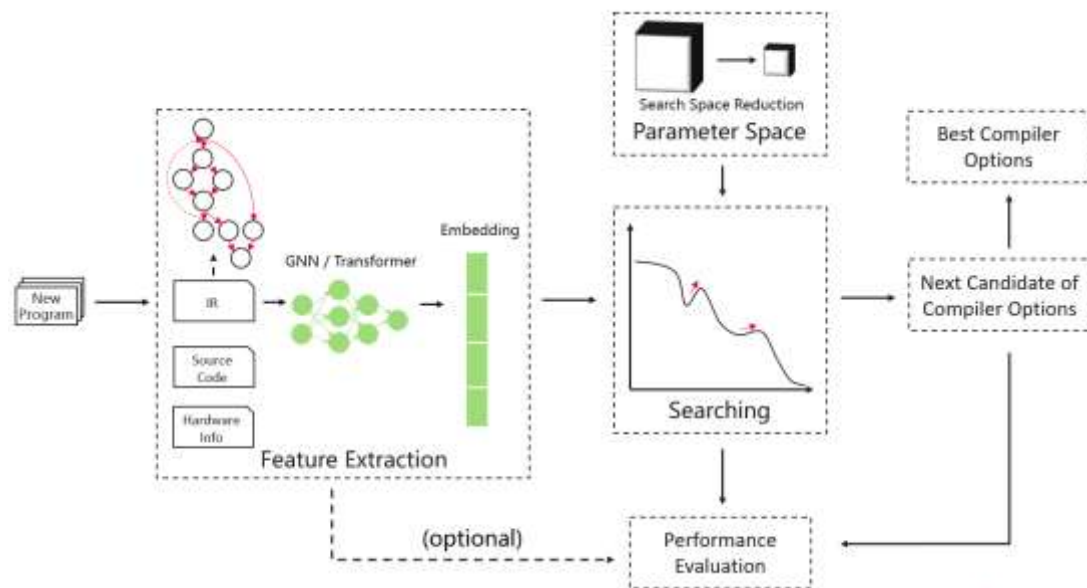 Search Space Reduction
Parameter Space
Best Compiler
Options
Embedding
GNN / Transformer
New
Program
IR
Next Candidate of
Compiler Options
Source
Code
Hardware
Info
Searching
Feature Extraction
(optional)
Performance
Evaluation